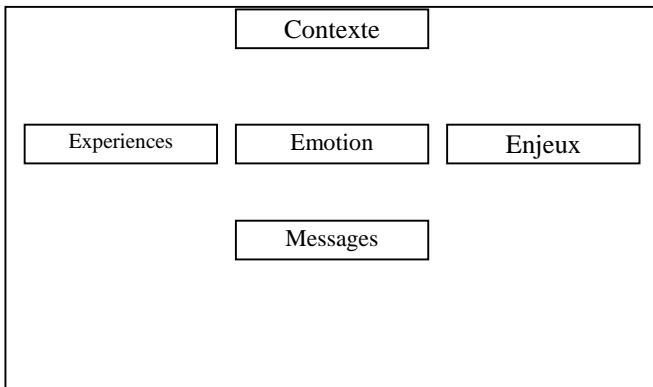 Contexte
Experiences
Emotion
Enjeux
Messages